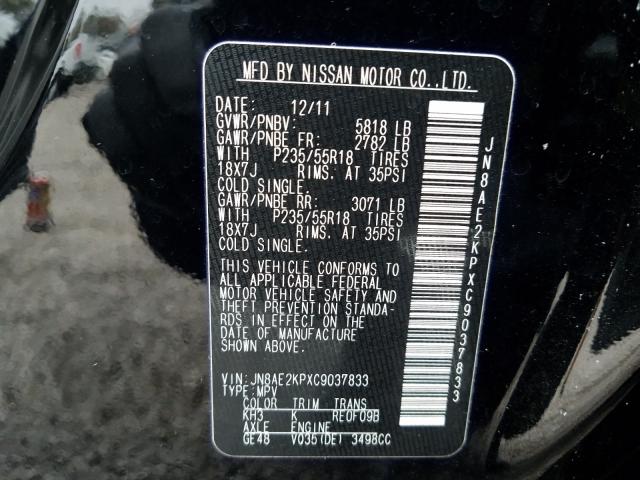 MFD BY NISSAN MOTOR CO.,LTD.
DATE: 12/11
GVWR/PNBV: 5818 LB
GAWR/PNBE FR: 2782 LB
WITH P235/55R18 TIRES
18X7J RIMS. AT 35PSI
COLD SINGLE.
GAWR/PNBE RR: 3071 LB
WITH P235/55R18 TIRES
18X7J RIMS. AT 35PSI
COLD SINGLE.
THIS VEHICLE CONFORMS TO
ALL APPLICABLE FEDERAL
MOTOR VEHICLE SAFETY AND
THEFT PREVENTION STANDA-
RDS IN EFFECT ON THE
DATE OF MANUFACTURE
SHOWN ABOVE.
VIN:JN8AE2KPXC9037833
TYPE:MPV
COLOR TRIM TRANS
KH3 K RE0F09B
AXLE ENGINE
GE48 V035(DE) 3498CC
JN8AE2KPXC9037833